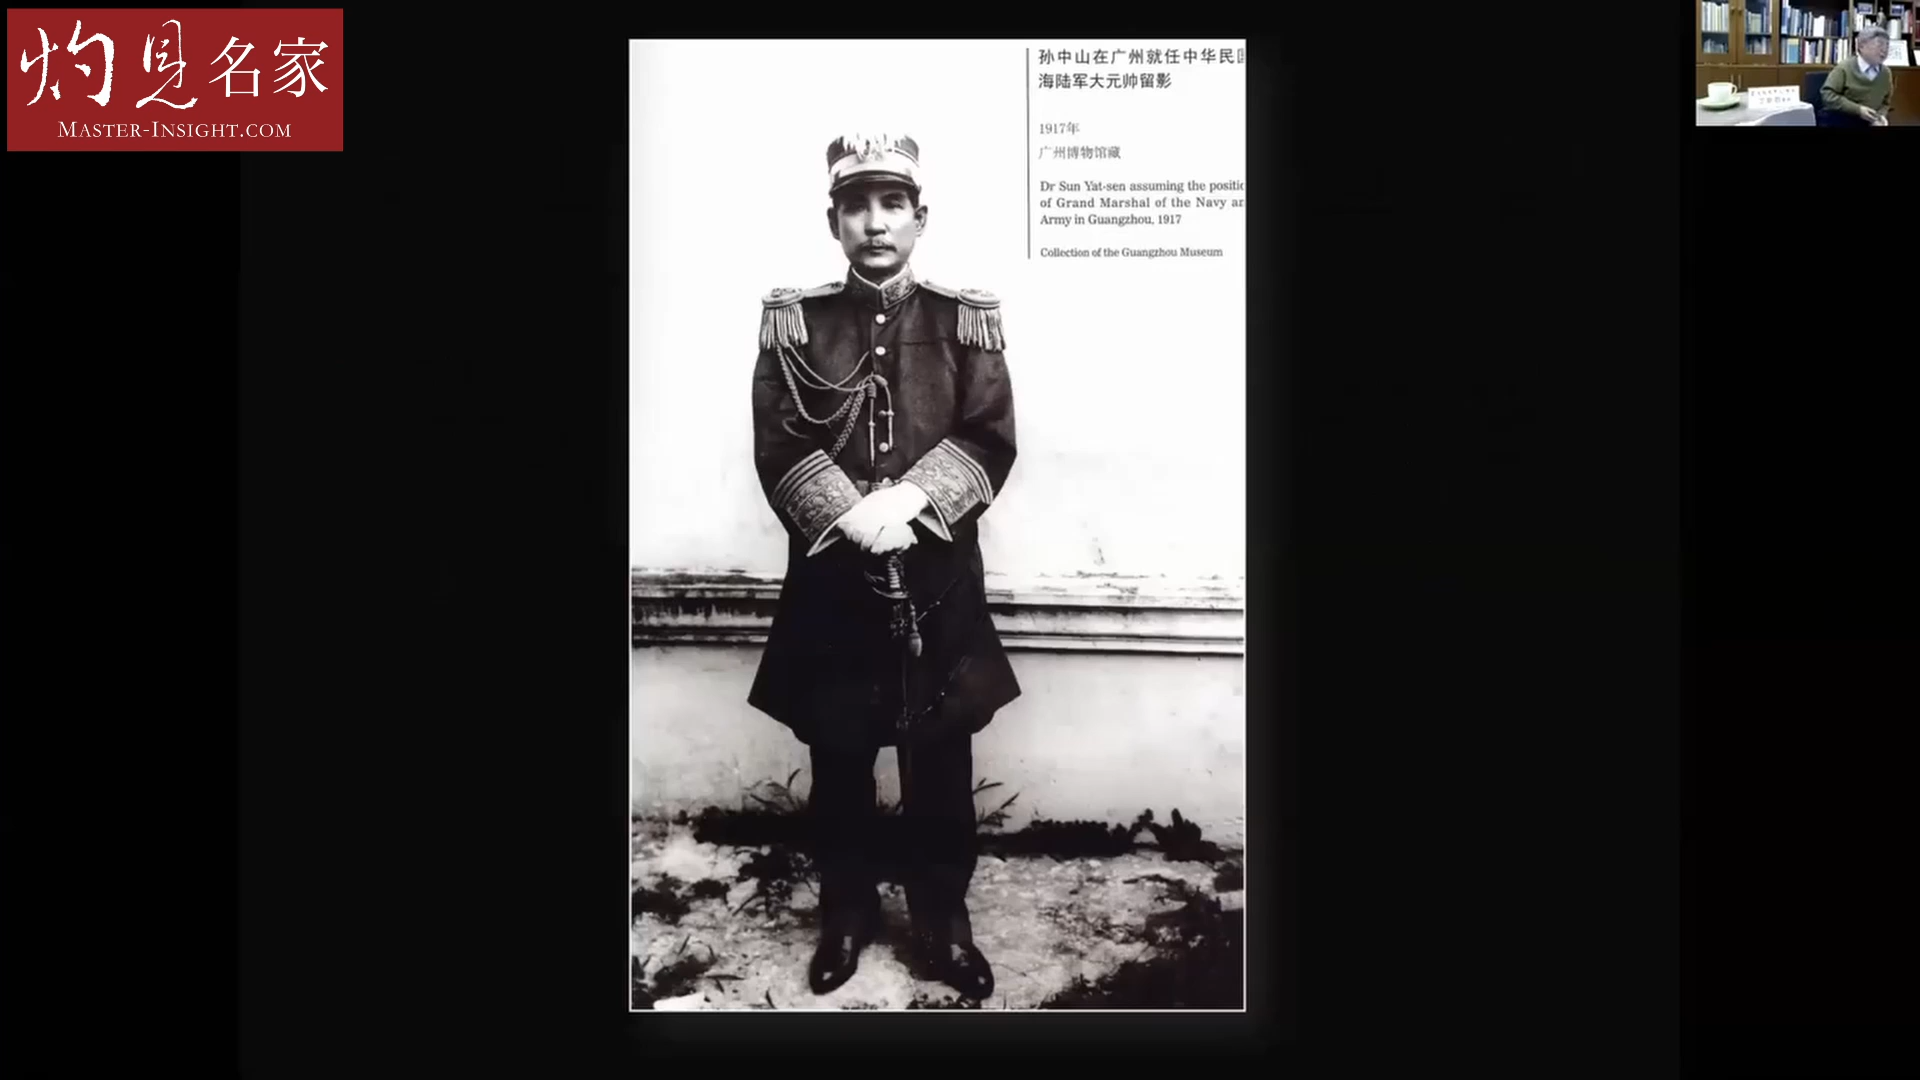 灼見名家
MASTER-INSIGHT.COM
孙中山在广州就任中华民
海陆军大元帅留影
1917年
广州博物馆藏
Dr Sun Yat-sen assuming the positi
of Grand Marshal of the Navy a
Army in Guangzhou, 1917
Collection of the Guangzhou Museum